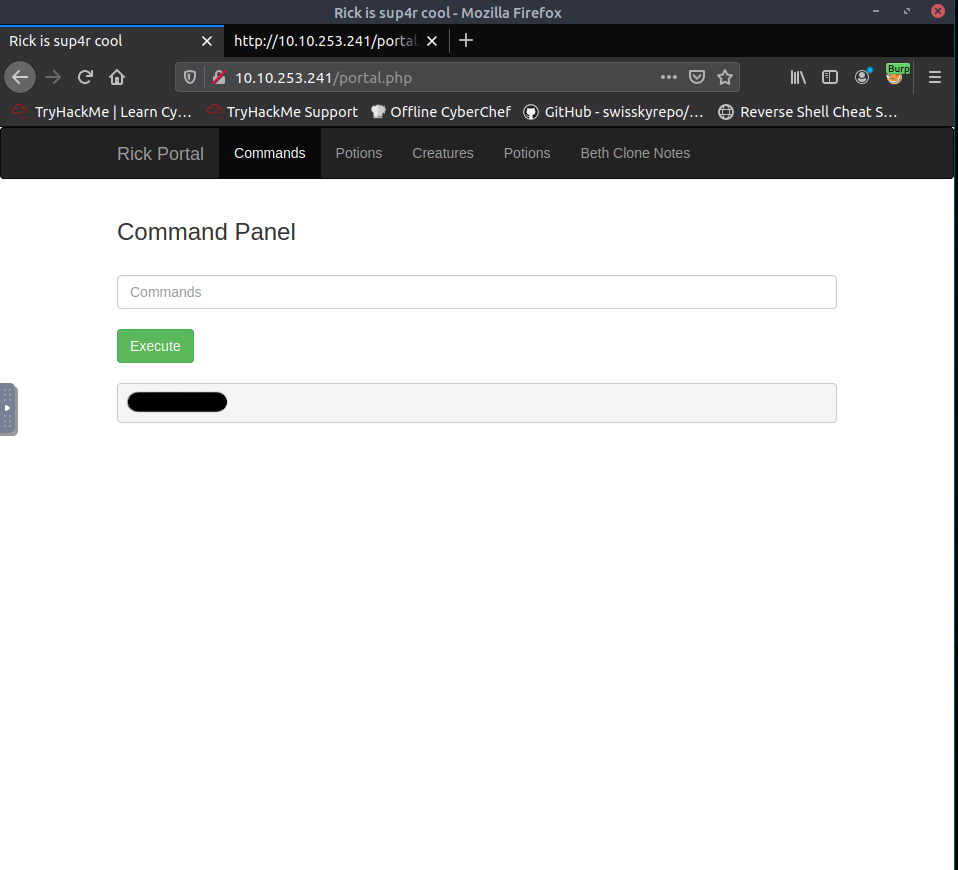 Rick is sup4r cool - Mozilla Firefox
Rick is sup4r cool http://10.10.253.241/portal.
10.10.253.241/portal.php Burp
TryHackMe | Learn Cy… TryHackMe Support Offline CyberChef GitHub - swisskyrepo/… Reverse Shell Cheat S…
Rick Portal Commands Potions Creatures Potions Beth Clone Notes
Command Panel
Commands
Execute